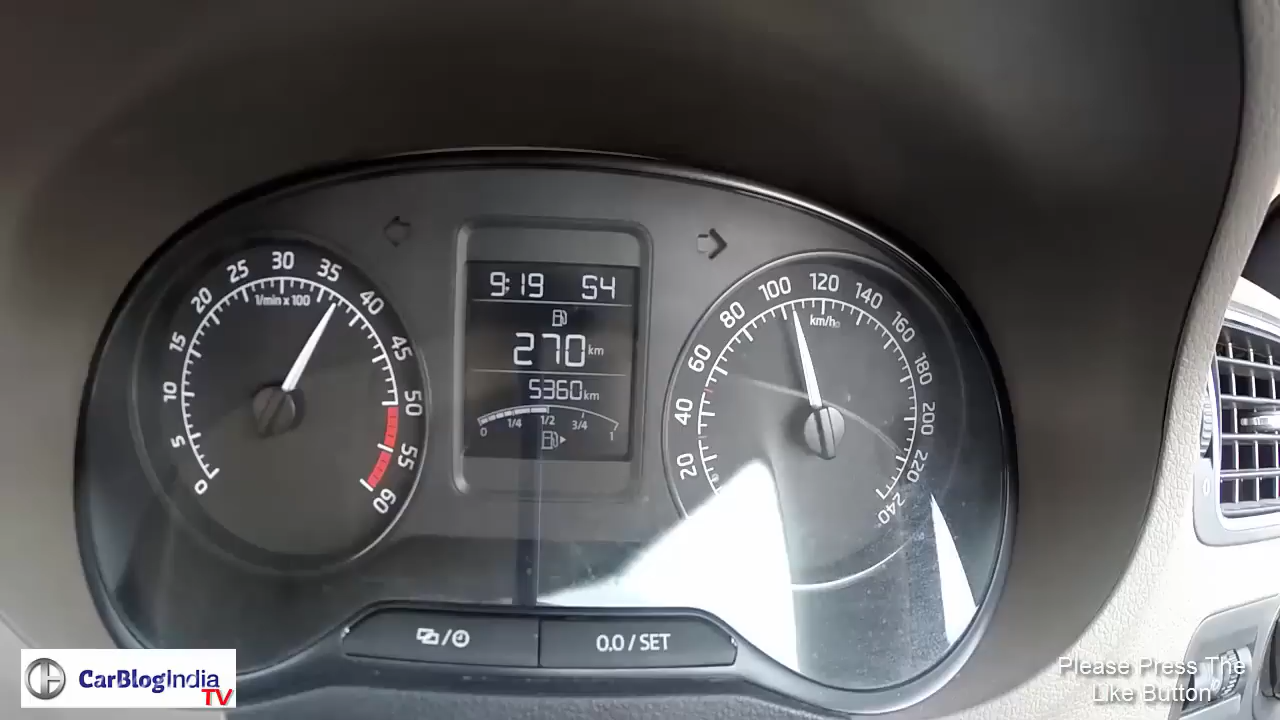 0 5 10 15 20 25 30 35 40 45 50 55 60
1/min x 100
9:19 S4
270 km
5360 km
0 1/4 1/2 3/4 1
20 40 60 80 100 120 140 160 180 200 220 240
km/h
/
0.0 / SET
CarBlogIndia
TV
Please Press The
Like Button